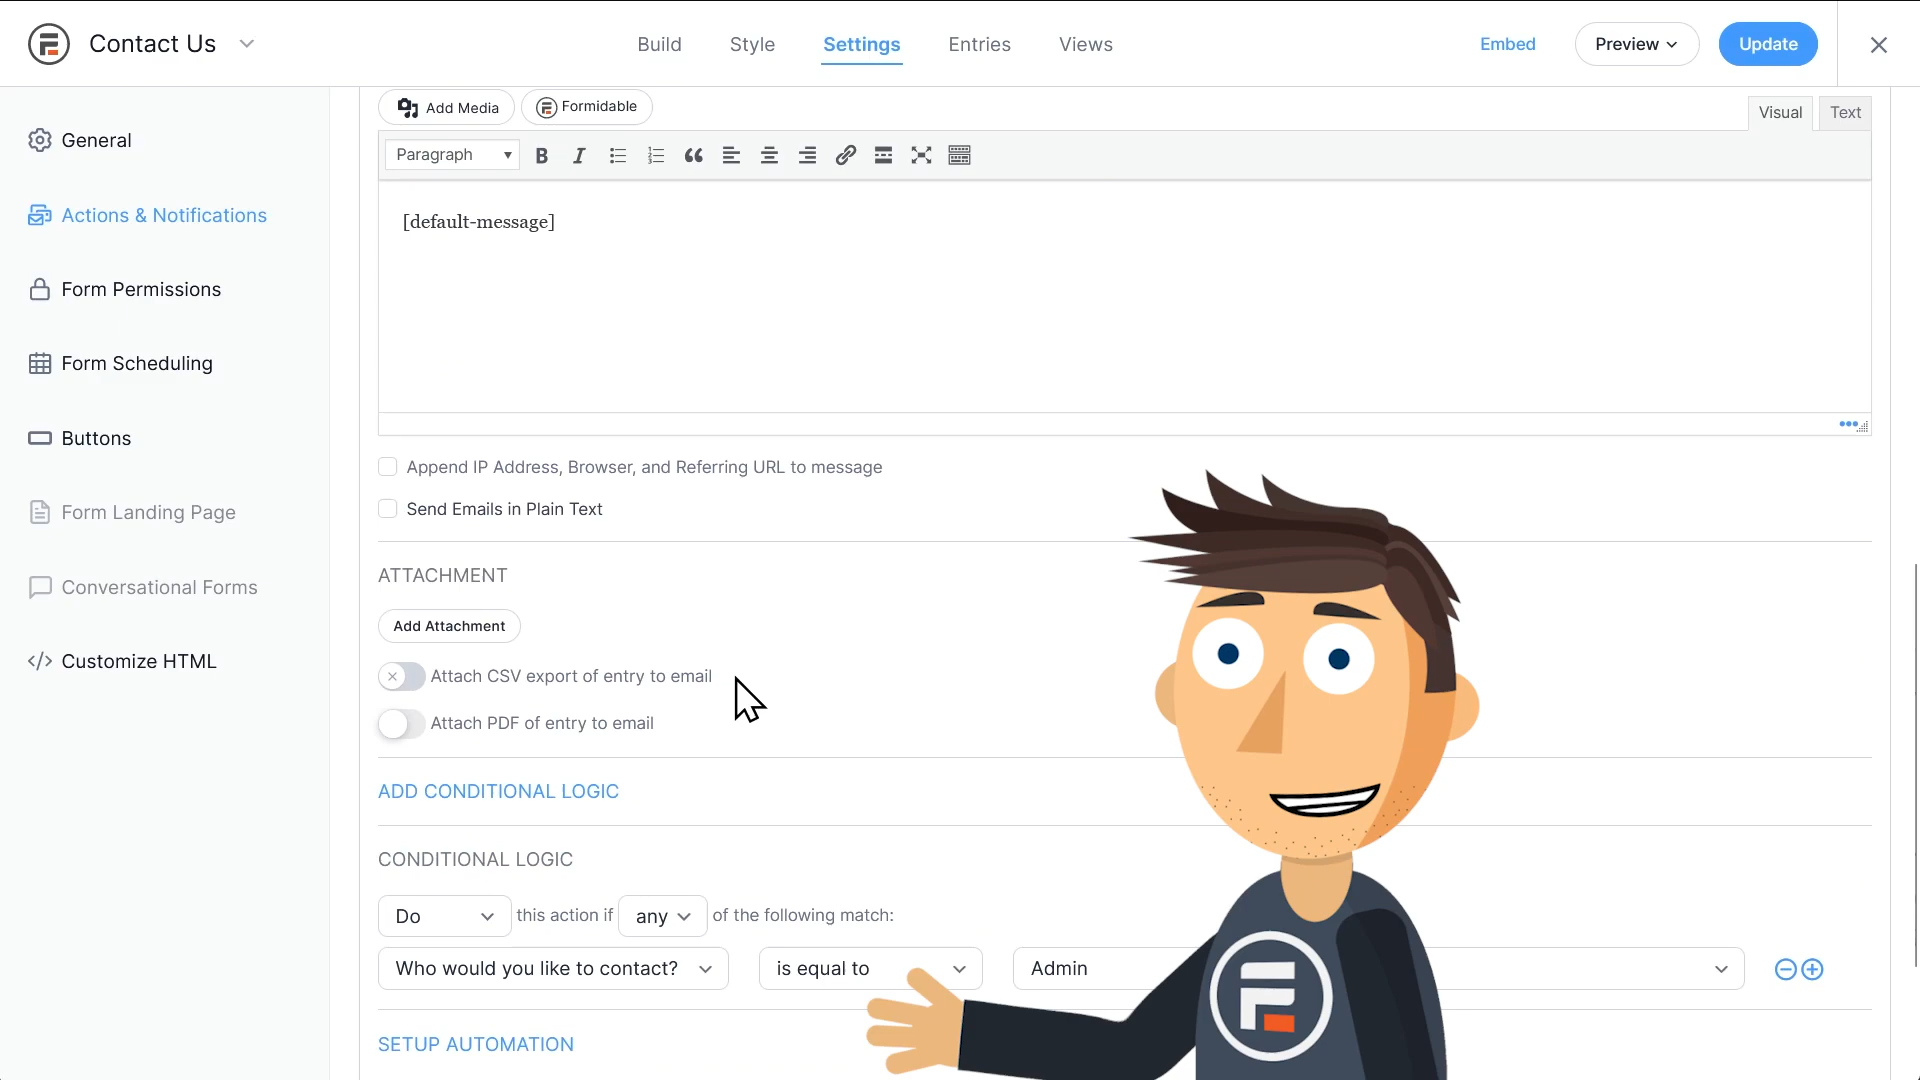 Contact Us
Build Style Settings Entries Views
Embed Preview Update
General
Actions & Notifications
Form Permissions
Form Scheduling
Buttons
Form Landing Page
Conversational Forms
</> Customize HTML
Add Media Formidable
Visual Text
Paragraph B I
[default-message]
Append IP Address, Browser, and Referring URL to message
Send Emails in Plain Text
ATTACHMENT
Add Attachment
Attach CSV export of entry to email
Attach PDF of entry to email
ADD CONDITIONAL LOGIC
CONDITIONAL LOGIC
Do this action if any of the following match:
Who would you like to contact? is equal to Admin
SETUP AUTOMATION